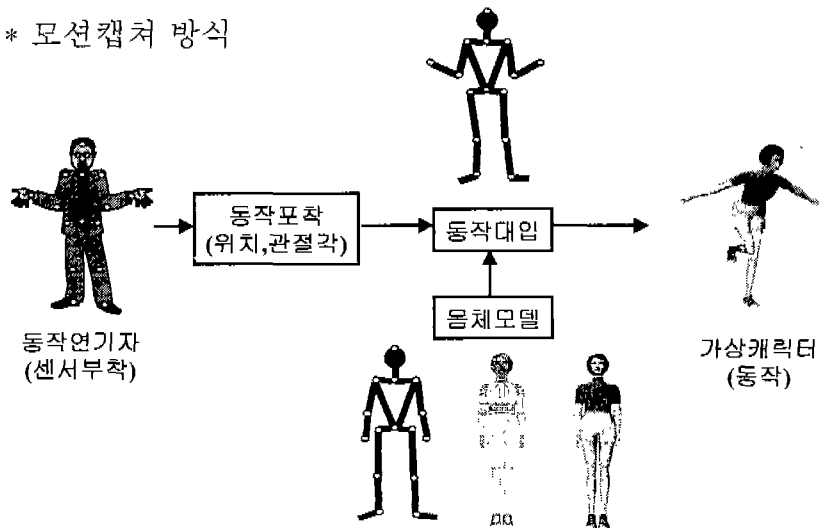 * 모션캡쳐 방식
동작포착
(위치,관절각)
동작대입
몸체모델
동작연기자
(센서부착)
가상캐릭터
(동작)